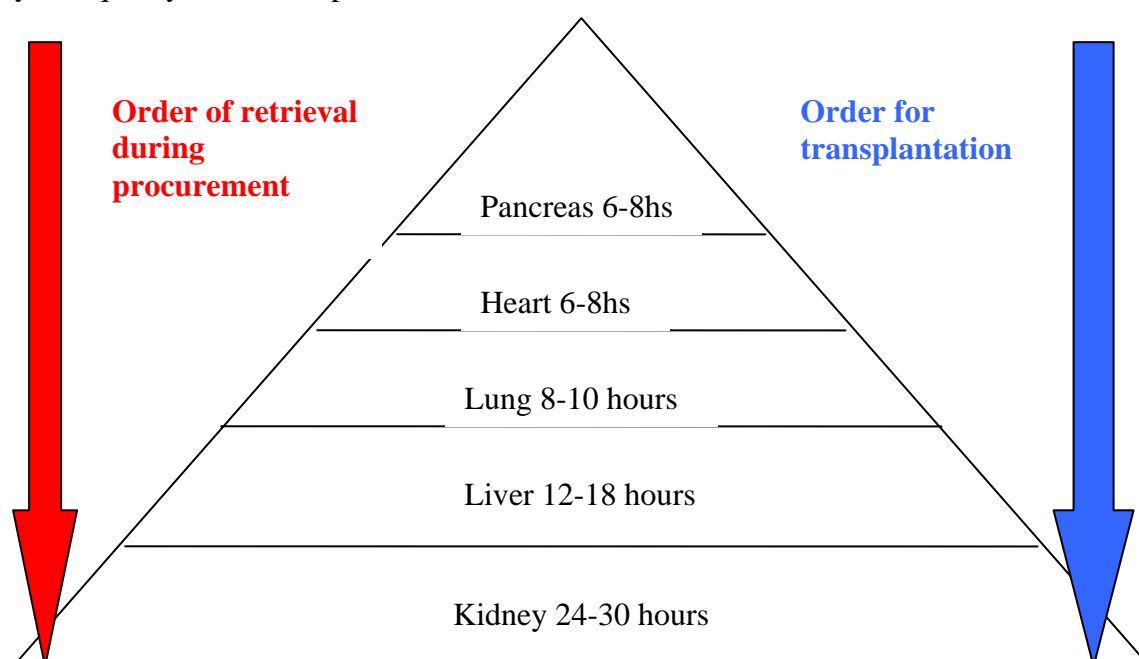 Order of retrieval
during
procurement
Order for
transplantation
Pancreas 6-8hs
Heart 6-8hs
Lung 8-10 hours
Liver 12-18 hours
Kidney 24-30 hours